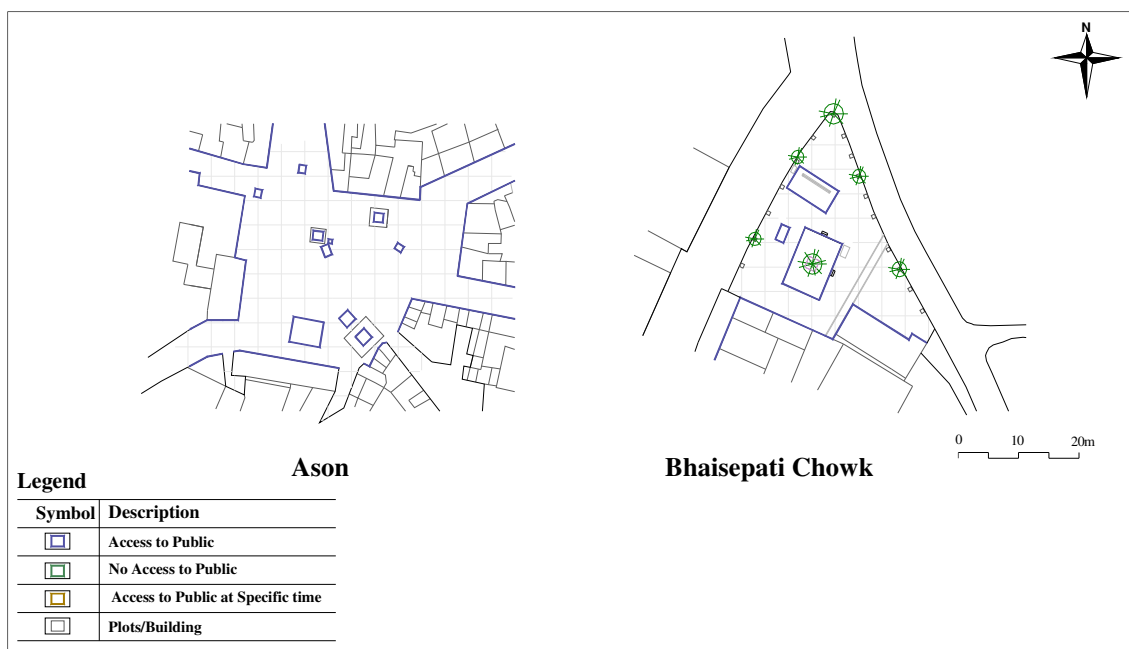 N
Ason
Bhaisepati Chowk
0 10 20m
Legend
Symbol Description
Access to Public
No Access to Public
Access to Public at Specific time
Plots/Building